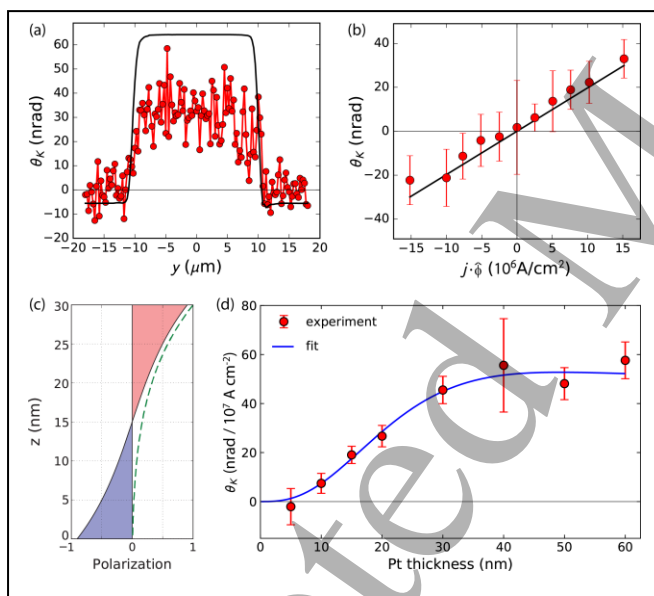 (a)
60
50
40
30
20
10
0
−10
−20
θK (nrad)
−20 −15 −10 −5 0 5 10 15 20
y (μm)
(b)
40
20
0
−20
−40
θK (nrad)
−15 −10 −5 0 5 10 15
j·φ̂ (10⁶A/cm²)
(c)
30
25
20
15
10
5
0
z (nm)
−1 0 1
Polarization
(d)
80
60
40
20
0
−20
θK (nrad / 10⁷ A cm⁻²)
experiment
fit
0 10 20 30 40 50 60
Pt thickness (nm)